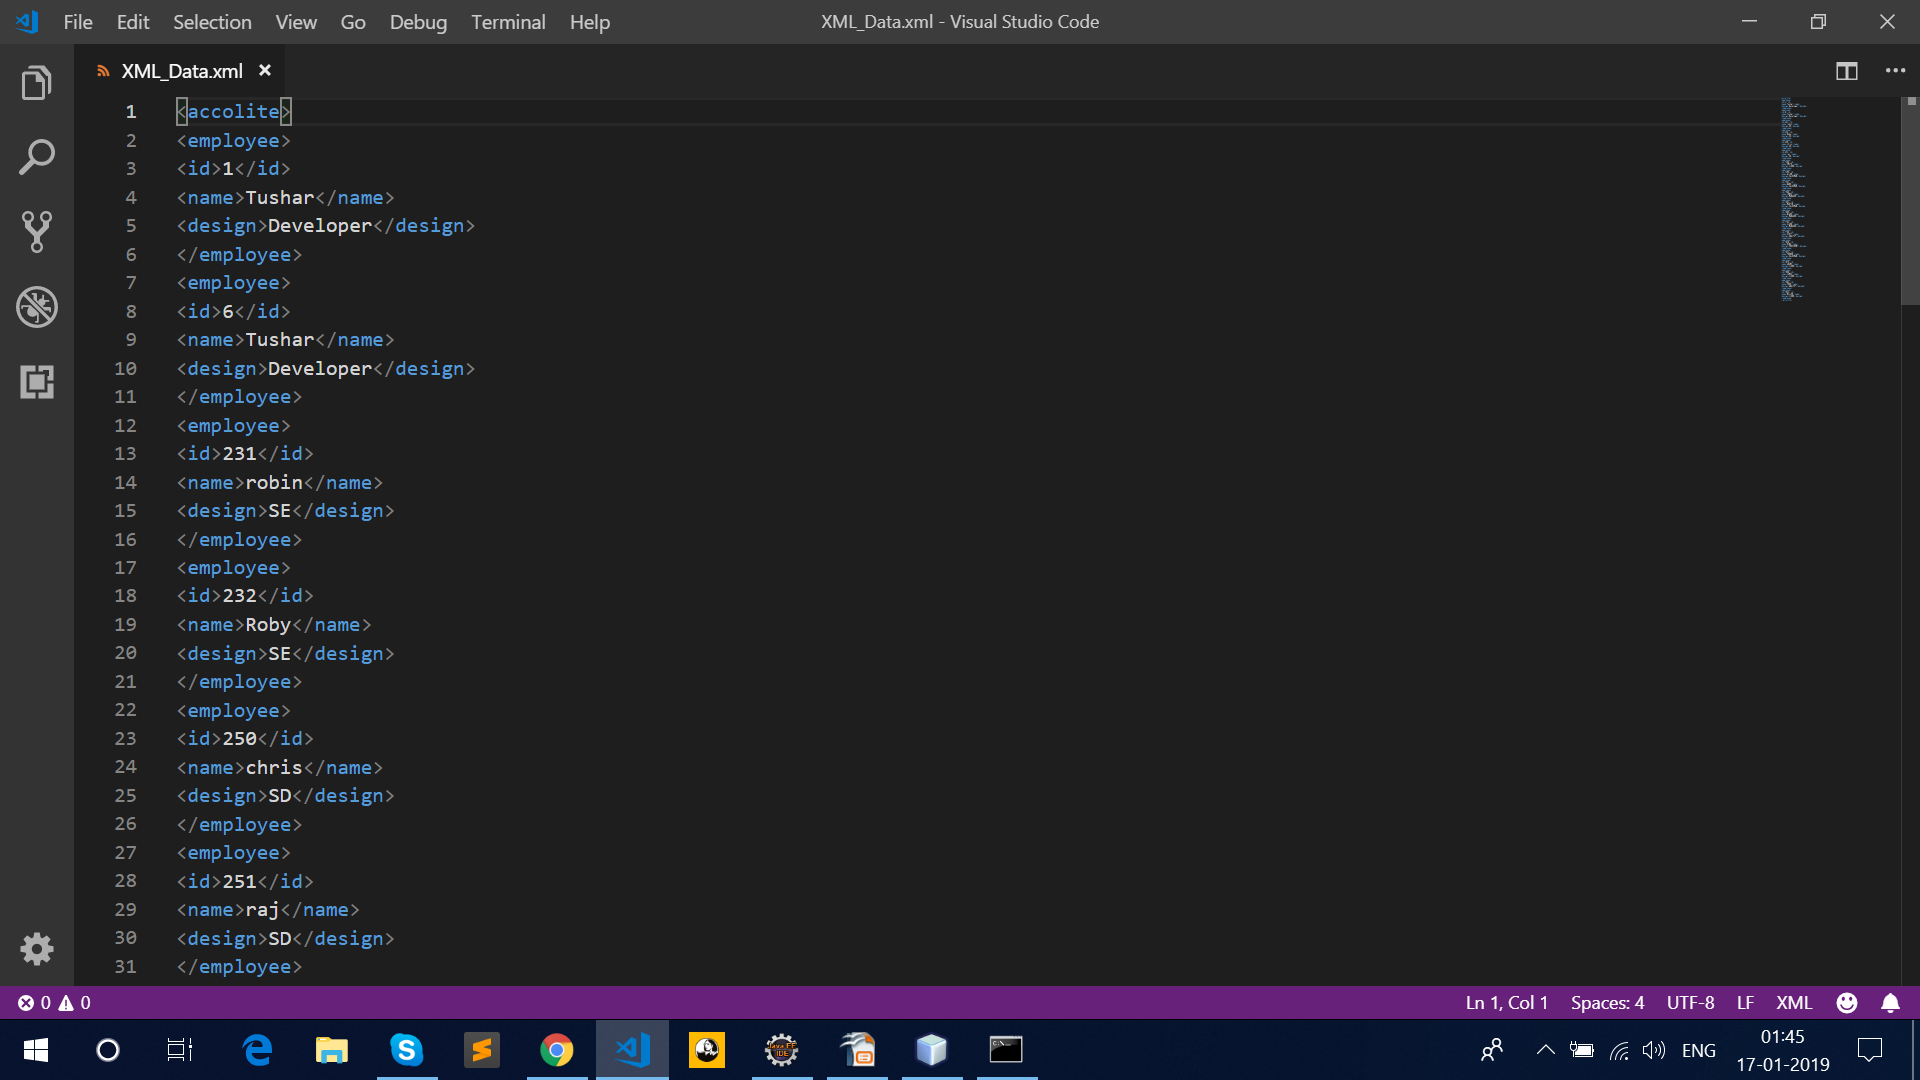 File Edit Selection View Go Debug Terminal Help XML_Data.xml - Visual Studio Code
XML_Data.xml
1 <accolite>
2 <employee>
3 <id>1</id>
4 <name>Tushar</name>
5 <design>Developer</design>
6 </employee>
7 <employee>
8 <id>6</id>
9 <name>Tushar</name>
10 <design>Developer</design>
11 </employee>
12 <employee>
13 <id>231</id>
14 <name>robin</name>
15 <design>SE</design>
16 </employee>
17 <employee>
18 <id>232</id>
19 <name>Roby</name>
20 <design>SE</design>
21 </employee>
22 <employee>
23 <id>250</id>
24 <name>chris</name>
25 <design>SD</design>
26 </employee>
27 <employee>
28 <id>251</id>
29 <name>raj</name>
30 <design>SD</design>
31 </employee>
0 0 Ln 1, Col 1 Spaces: 4 UTF-8 LF XML
ENG 01:45
17-01-2019